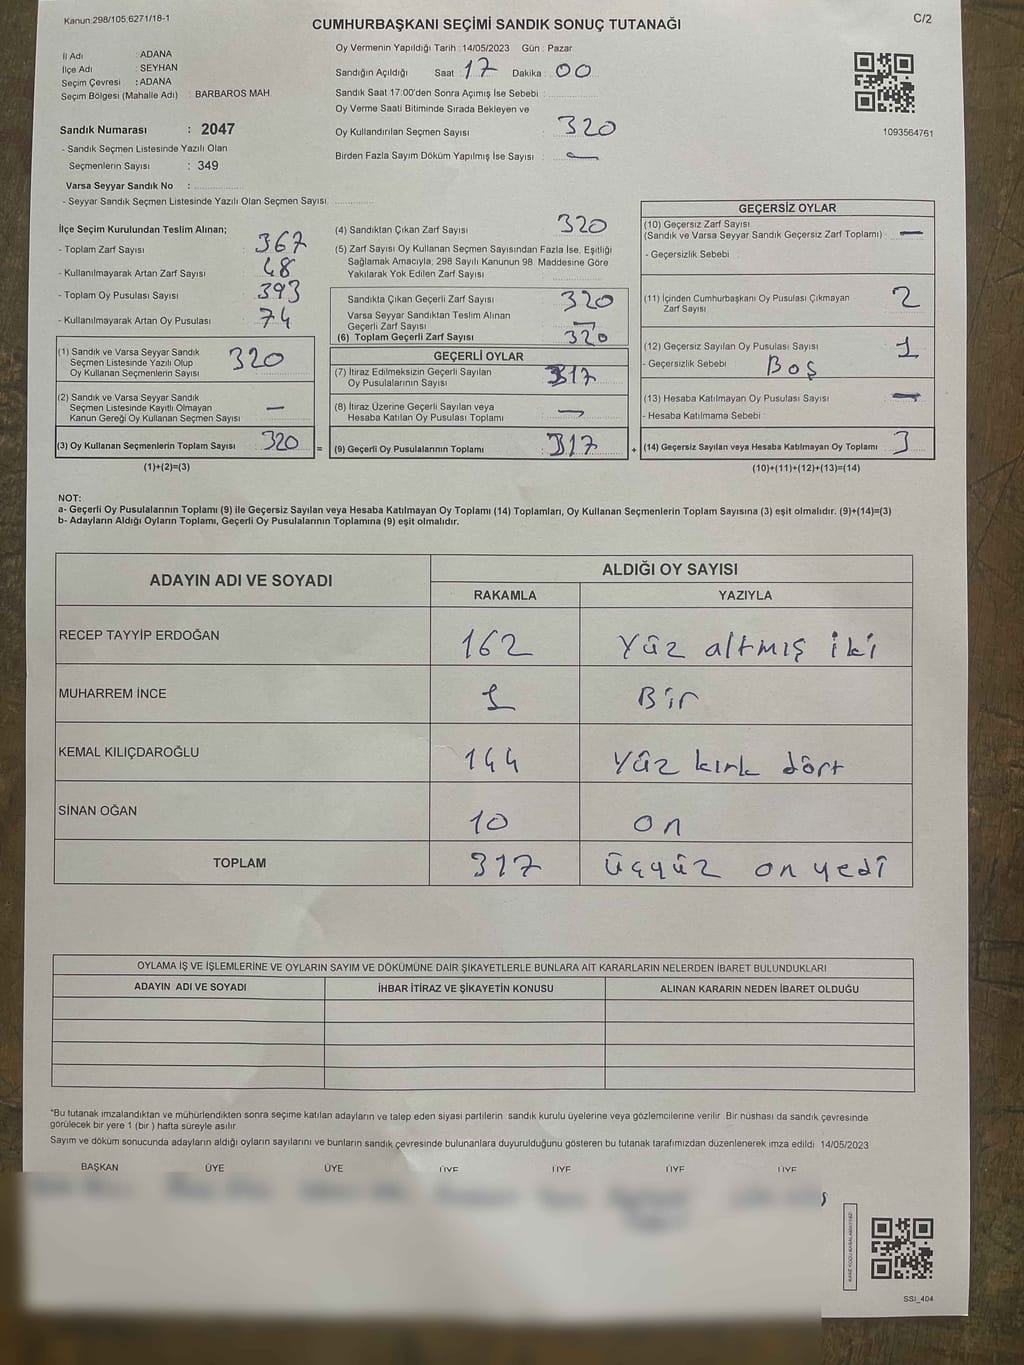 Kanun 298/105,6271/18-1
C/2
CUMHURBAŞKANI SEÇİMİ SANDIK SONUÇ TUTANAĞI
İl Adı : ADANA
İlçe Adı : SEYHAN
Seçim Çevresi : ADANA
Seçim Bölgesi (Mahalle Adı) : BARBAROS MAH.
Sandık Numarası : 2047
- Sandık Seçmen Listesinde Yazılı Olan
Seçmenlerin Sayısı : 349
Varsa Seyyar Sandık No :
- Seyyar Sandık Seçmen Listesinde Yazılı Olan Seçmen Sayısı
Oy Vermenin Yapıldığı Tarih : 14/05/2023 Gün : Pazar
Sandığın Açıldığı Saat 17 Dakika 00
Sandık Saat 17:00'den Sonra Açımış İse Sebebi :
Oy Verme Saati Bitiminde Sırada Bekleyen ve
Oy Kullandırılan Seçmen Sayısı : 320
Birden Fazla Sayım Döküm Yapılmış İse Sayısı : —
1093564761
İlçe Seçim Kurulundan Teslim Alınan;
- Toplam Zarf Sayısı : 367
- Kullanılmayarak Artan Zarf Sayısı : 48
- Toplam Oy Pusulası Sayısı : 393
- Kullanılmayarak Artan Oy Pusulası : 74
(1) Sandık ve Varsa Seyyar Sandık
Seçmen Listesinde Yazılı Olup
Oy Kullanan Seçmenlerin Sayısı 320
(2) Sandık ve Varsa Seyyar Sandık
Seçmen Listesinde Kayıtlı Olmayan
Kanun Gereği Oy Kullanan Seçmen Sayısı —
(3) Oy Kullanan Seçmenlerin Toplam Sayısı 320 =
(1)+(2)=(3)
(4) Sandıktan Çıkan Zarf Sayısı : 320
(5) Zarf Sayısı Oy Kullanan Seçmen Sayısından Fazla İse, Eşitliği
Sağlamak Amacıyla; 298 Sayılı Kanunun 98. Maddesine Göre
Yakılarak Yok Edilen Zarf Sayısı :
Sandıkta Çıkan Geçerli Zarf Sayısı : 320
Varsa Seyyar Sandıktan Teslim Alınan
Geçerli Zarf Sayısı : —
(6) Toplam Geçerli Zarf Sayısı : 320
GEÇERLİ OYLAR
(7) İtiraz Edilmeksizin Geçerli Sayılan
Oy Pusulalarının Sayısı 317
(8) İtiraz Üzerine Geçerli Sayılan veya
Hesaba Katılan Oy Pusulası Toplamı : —
(9) Geçerli Oy Pusulalarının Toplamı : 317 +
GEÇERSİZ OYLAR
(10) Geçersiz Zarf Sayısı
(Sandık ve Varsa Seyyar Sandık Geçersiz Zarf Toplamı) : —
- Geçersizlik Sebebi :
(11) İçinden Cumhurbaşkanı Oy Pusulası Çıkmayan
Zarf Sayısı 2
(12) Geçersiz Sayılan Oy Pusulası Sayısı : 1
- Geçersizlik Sebebi : Boş
(13) Hesaba Katılmayan Oy Pusulası Sayısı : —
- Hesaba Katılmama Sebebi :
(14) Geçersiz Sayılan veya Hesaba Katılmayan Oy Toplamı : 3
(10)+(11)+(12)+(13)=(14)
NOT:
a- Geçerli Oy Pusulalarının Toplamı (9) ile Geçersiz Sayılan veya Hesaba Katılmayan Oy Toplamı (14) Toplamları, Oy Kullanan Seçmenlerin Toplam Sayısına (3) eşit olmalıdır. (9)+(14)=(3)
b- Adayların Aldığı Oyların Toplamı, Geçerli Oy Pusulalarının Toplamına (9) eşit olmalıdır.
ADAYIN ADI VE SOYADI
ALDIĞI OY SAYISI
RAKAMLA YAZIYLA
RECEP TAYYİP ERDOĞAN 162 Yüz altmış iki
MUHARREM İNCE 1 Bir
KEMAL KILIÇDAROĞLU 144 Yüz kırk dört
SİNAN OĞAN 10 on
TOPLAM 317 üçyüz on yedi
OYLAMA İŞ VE İŞLEMLERİNE VE OYLARIN SAYIM VE DÖKÜMÜNE DAİR ŞİKAYETLERLE BUNLARA AİT KARARLARIN NELERDEN İBARET BULUNDUKLARI
ADAYIN ADI VE SOYADI İHBAR İTİRAZ VE ŞİKAYETİN KONUSU ALINAN KARARIN NEDEN İBARET OLDUĞU
*Bu tutanak imzalandıktan ve mühürlendikten sonra seçime katılan adayların ve talep eden siyasi partilerin sandık kurulu üyelerine veya gözlemcilerine verilir. Bir nüshası da sandık çevresinde
görülecek bir yere 1 (bir) hafta süreyle asılır.
Sayım ve döküm sonucunda adayların aldığı oyların sayılarını ve bunların sandık çevresinde bulunanlara duyurulduğunu gösteren bu tutanak tarafımızdan düzenlenerek imza edildi. 14/05/2023
BAŞKAN ÜYE ÜYE ÜYE ÜYE ÜYE ÜYE
SSI_404